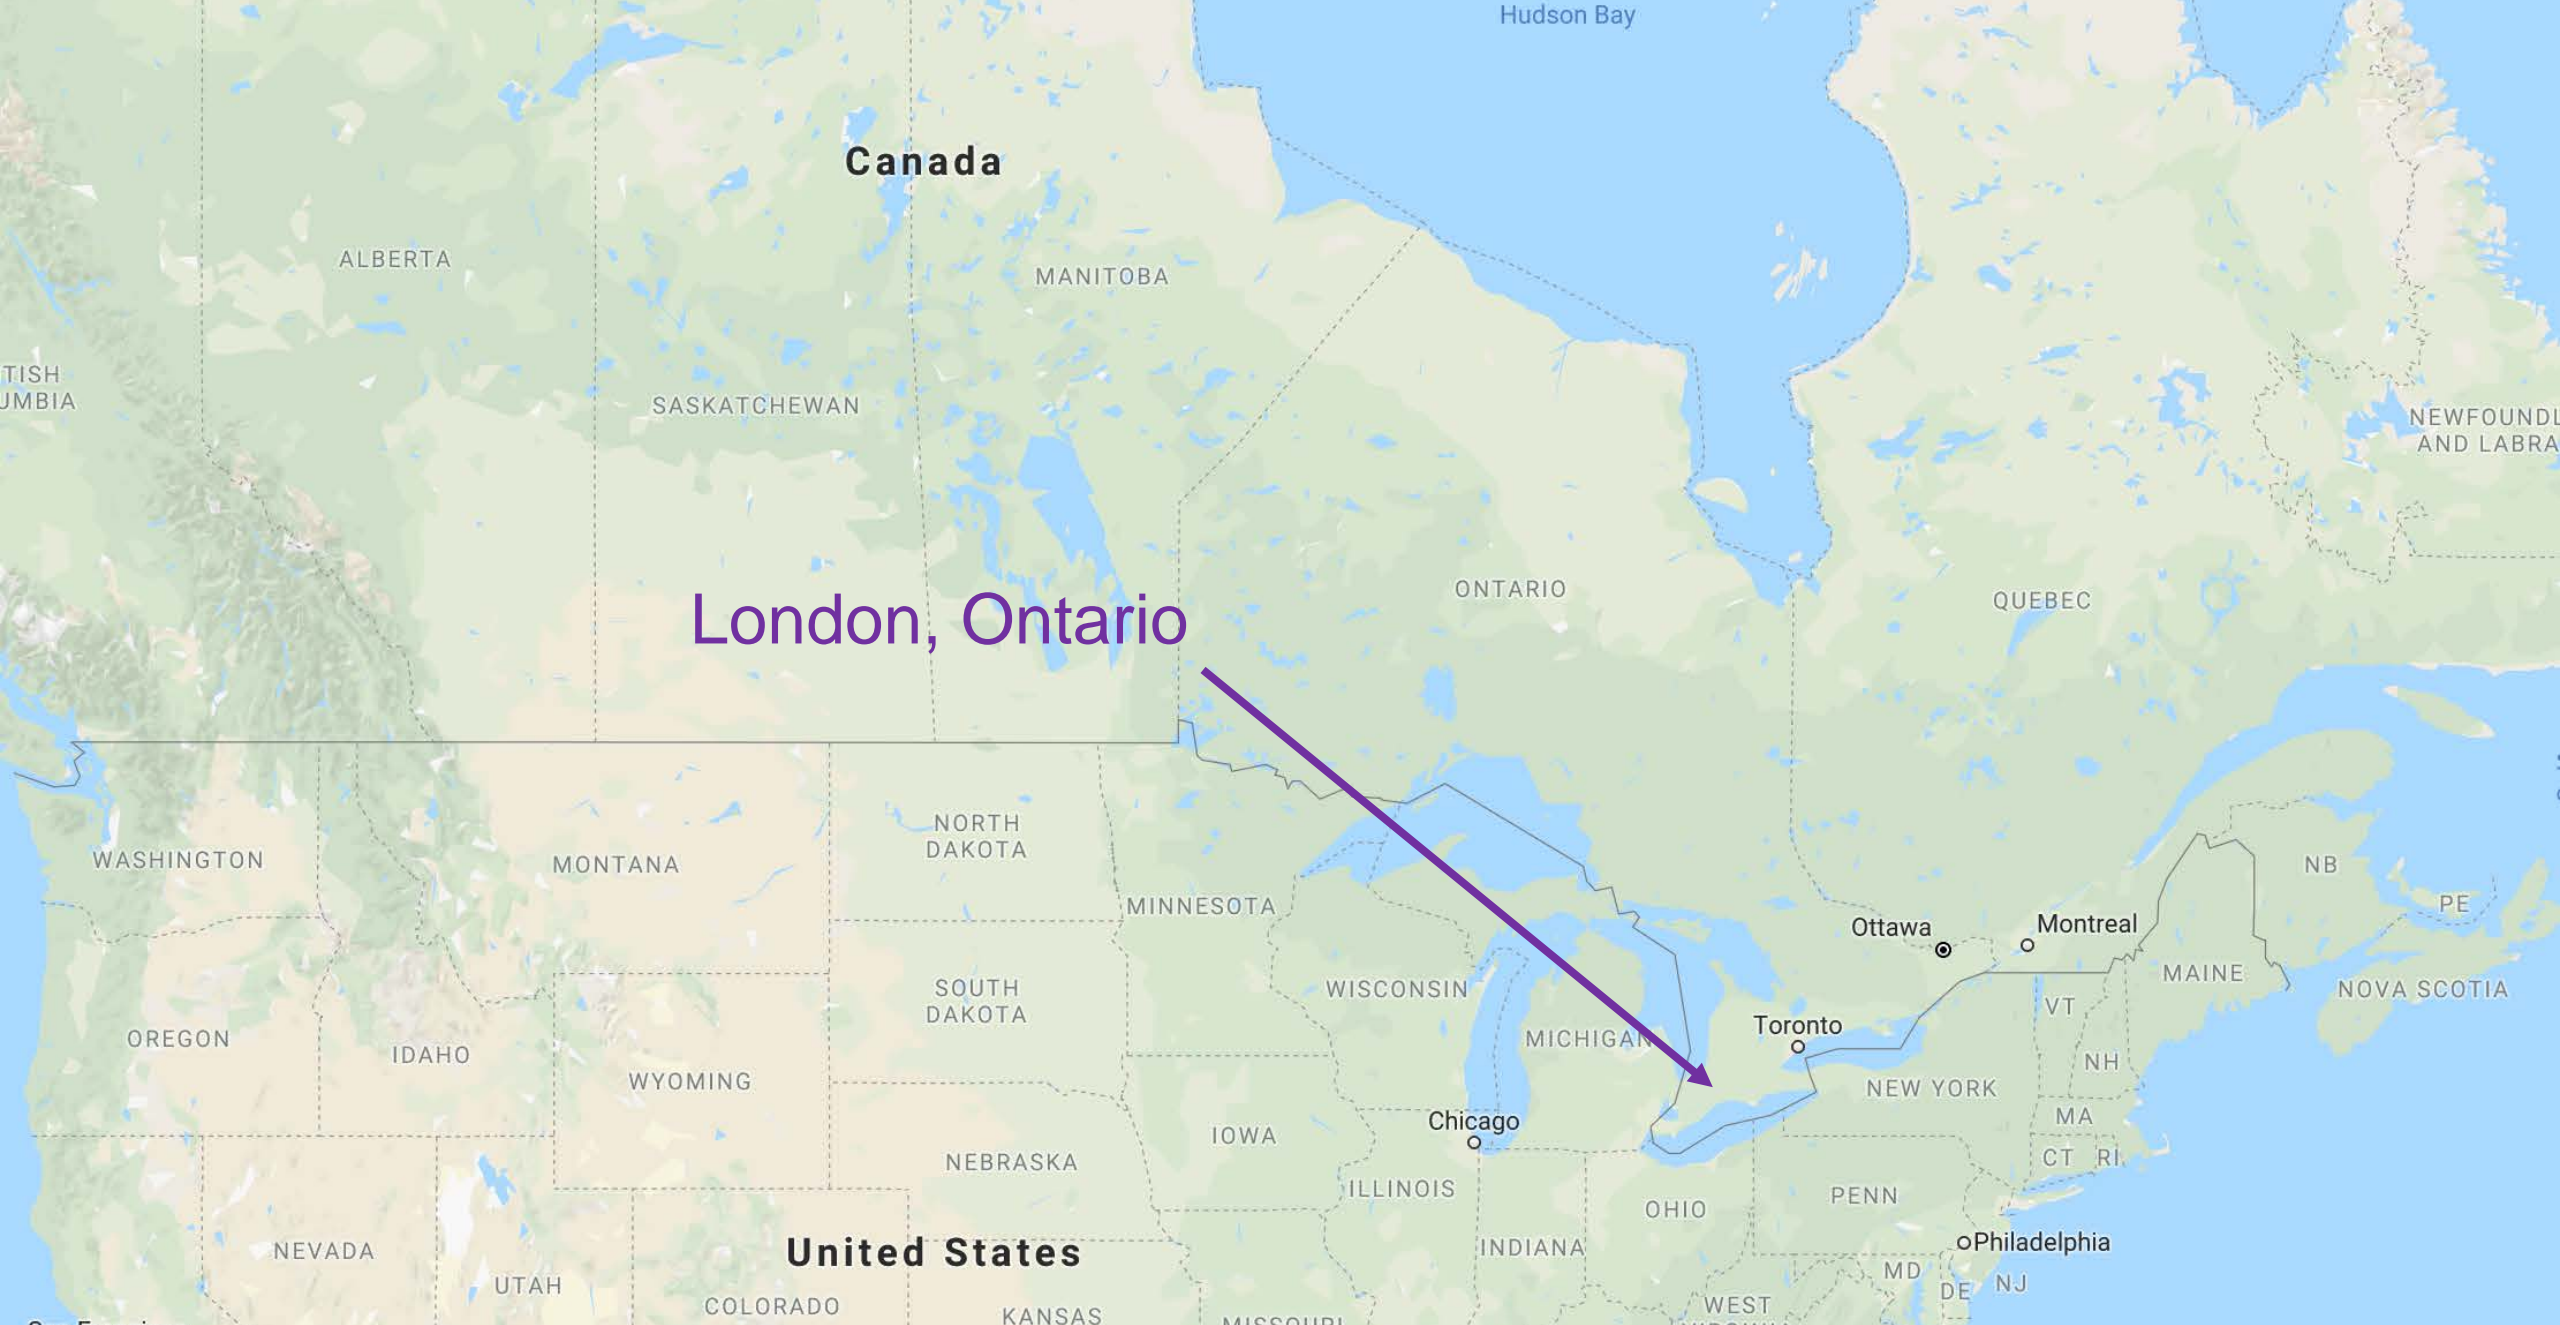 Hudson Bay
Canada
ALBERTA
MANITOBA
TISH
UMBIA
SASKATCHEWAN
NEWFOUNDL
AND LABRA
ONTARIO
QUEBEC
London, Ontario
NORTH
DAKOTA
WASHINGTON
MONTANA
NB
MINNESOTA
PE
Ottawa
Montreal
MAINE
SOUTH
DAKOTA
WISCONSIN
NOVA SCOTIA
VT
Toronto
OREGON
MICHIGAN
IDAHO
NH
WYOMING
NEW YORK
MA
Chicago
IOWA
CT
RI
NEBRASKA
ILLINOIS
PENN
OHIO
Philadelphia
United States
NEVADA
INDIANA
MD
UTAH
DE
NJ
COLORADO
WEST
KANSAS